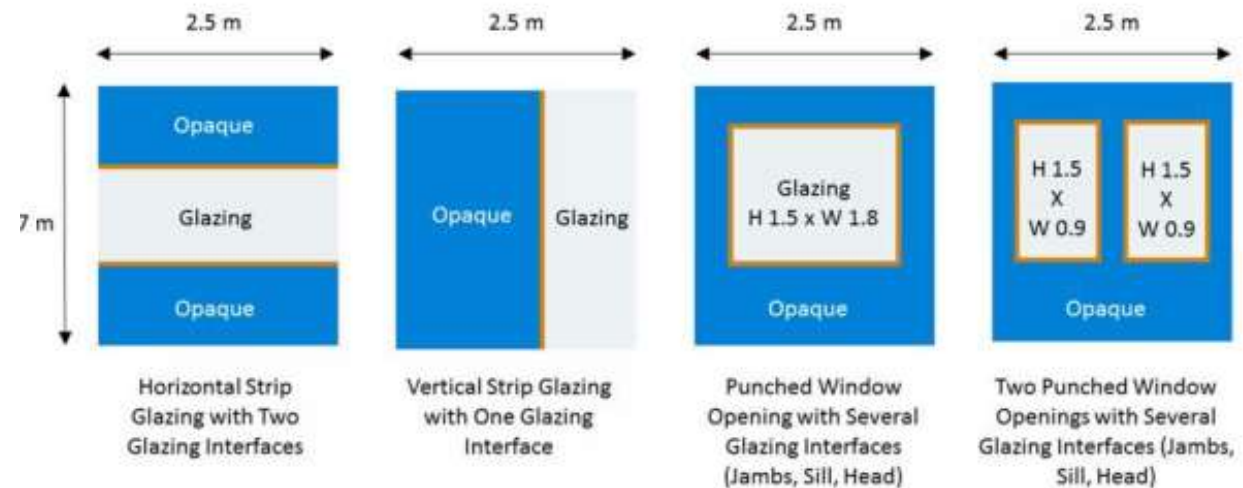 2.5 m
2.5 m
2.5 m
2.5 m
7 m
Opaque
Glazing
Opaque
Opaque
Glazing
Glazing
H 1.5 x W 1.8
Opaque
H 1.5
X
W 0.9
H 1.5
X
W 0.9
Opaque
Horizontal Strip
Glazing with Two
Glazing Interfaces
Vertical Strip Glazing
with One Glazing
Interface
Punched Window
Opening with Several
Glazing Interfaces
(Jambs, Sill, Head)
Two Punched Window
Openings with Several
Glazing Interfaces (Jambs,
Sill, Head)